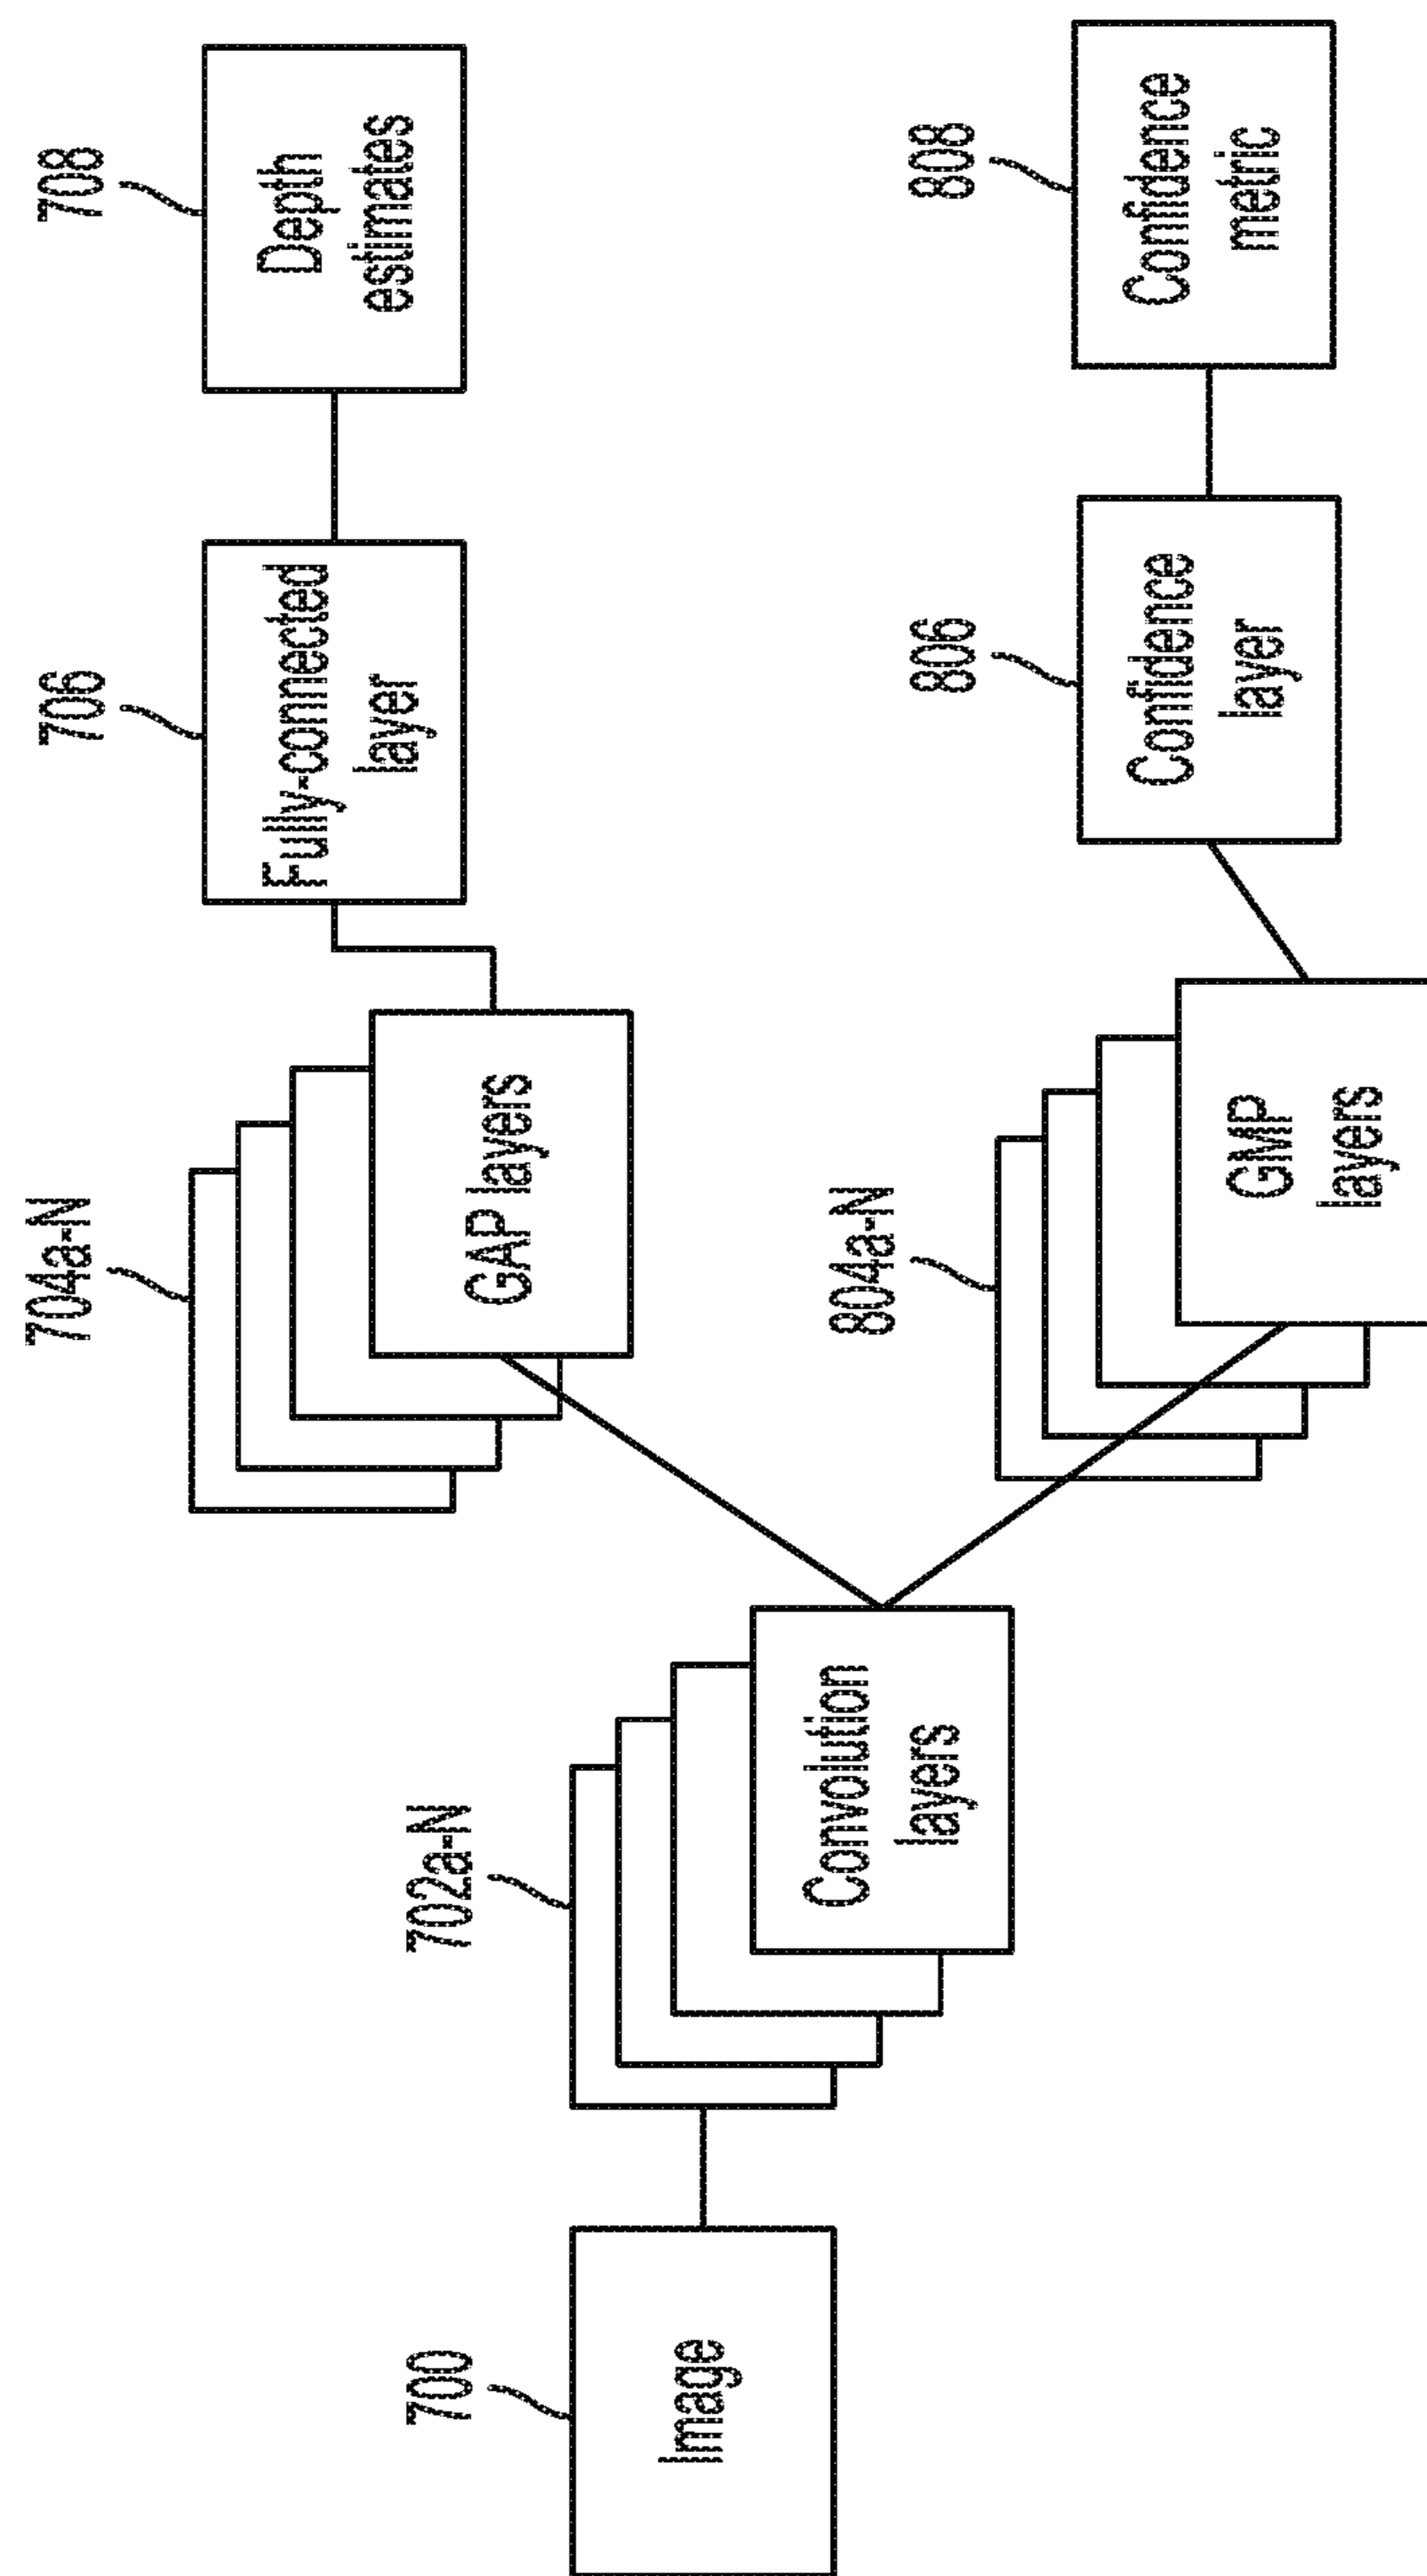 700
Image
702a-N
Convolution
layers
704a-N
GAP layers
706
Fully-connected
layer
708
Depth
estimates
804a-N
GMP
layers
806
Confidence
layer
808
Confidence
metric